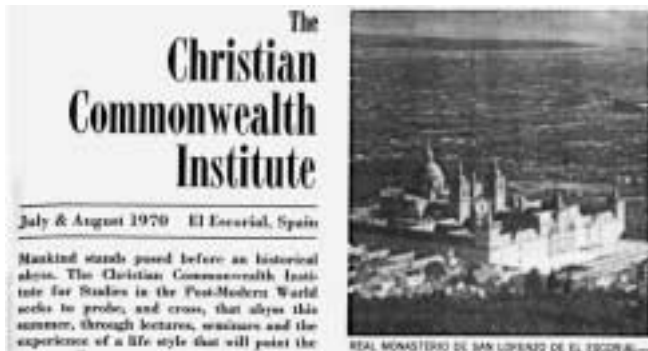 The
Christian
Commonwealth
Institute
July & August 1970 El Escorial, Spain
Mankind stands posed before an historical
abyss. The Christian Commonwealth Insti-
tute for Studies in the Post-Modern World
seeks to probe, and cross, that abyss this
summer, through lectures, seminars and the
experience of a life style that will point the
REAL MONASTERIO DE SAN LORENZO DE EL ESCORIAL